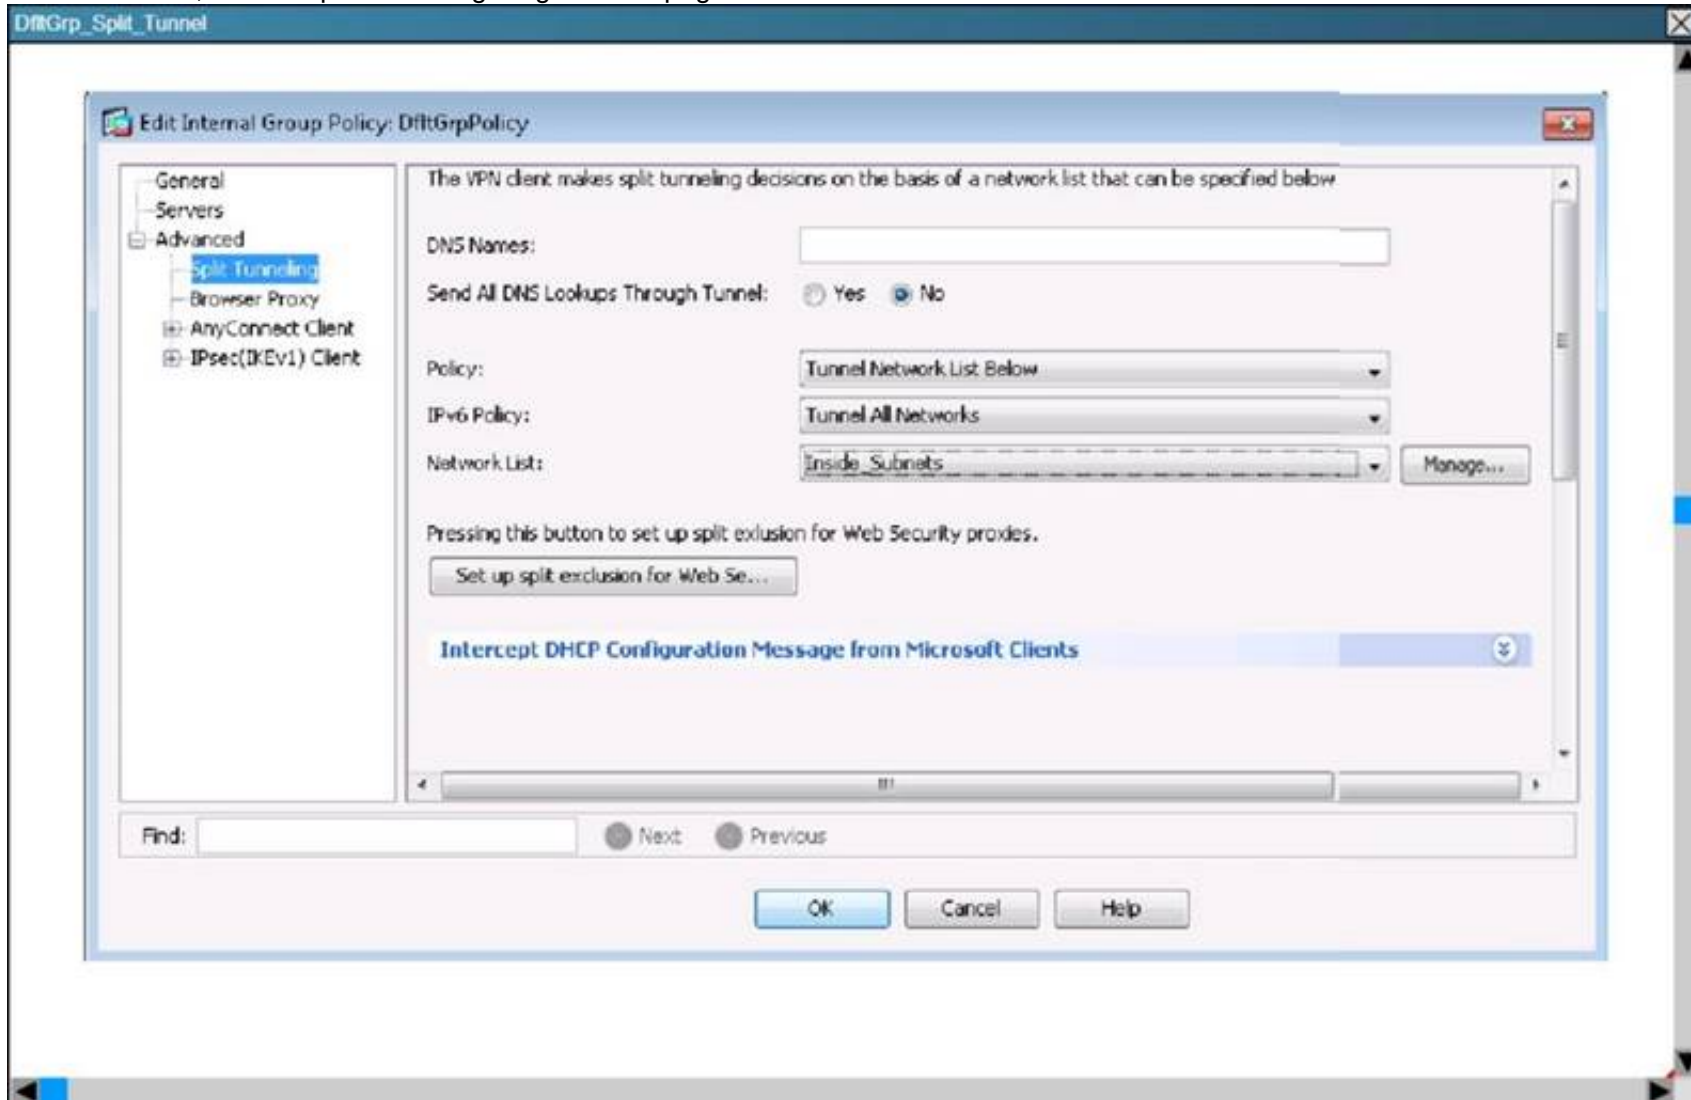 DfltGrp_Split_Tunnel
Edit Internal Group Policy: DfltGrpPolicy
General
Servers
Advanced
Split Tunneling
Browser Proxy
AnyConnect Client
IPsec(IKEv1) Client
The VPN client makes split tunneling decisions on the basis of a network list that can be specified below
DNS Names:
Send All DNS Lookups Through Tunnel: Yes No
Policy: Tunnel Network List Below
IPv6 Policy: Tunnel All Networks
Network List: Inside_Subnets Manage...
Pressing this button to set up split exlusion for Web Security proxies.
Set up split exclusion for Web Se...
Intercept DHCP Configuration Message from Microsoft Clients
Find: Next Previous
OK Cancel Help